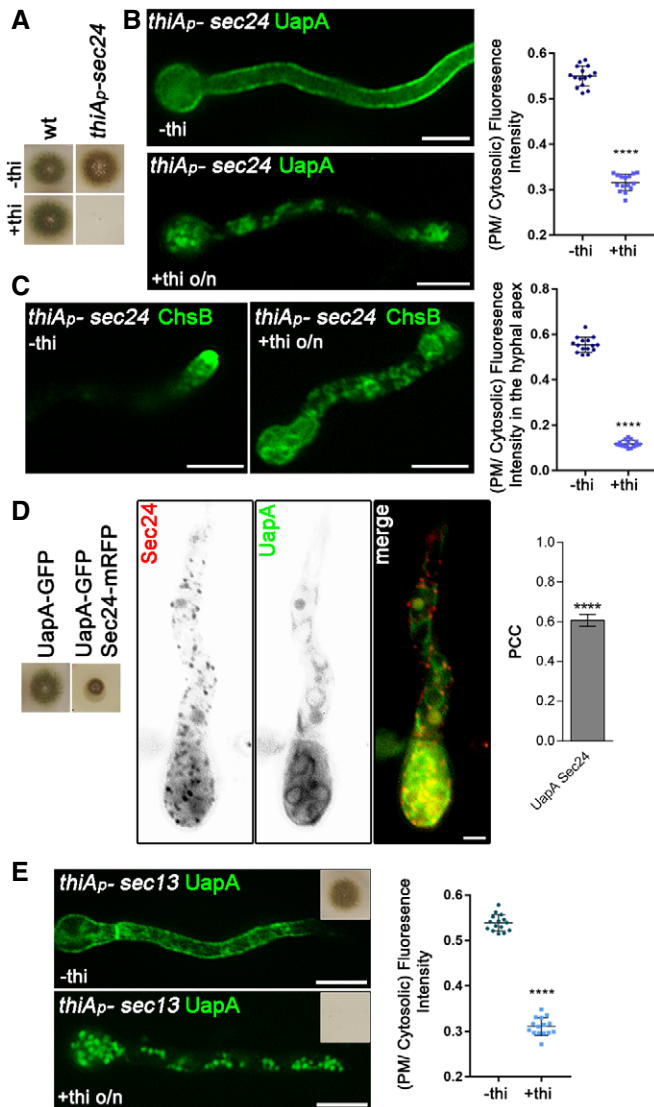 A
wt
thiAp-sec24
-thi
+thi
B
thiAp- sec24 UapA
-thi
thiAp- sec24 UapA
+thi o/n
(PM/ Cytosolic) Fluoresence
Intensity
0.6
0.5
0.4
0.3
0.2
****
-thi
+thi
C
thiAp- sec24 ChsB
-thi
thiAp- sec24 ChsB
+thi o/n
(PM/ Cytosolic) Fluoresence
Intensity in the hyphal apex
0.8
0.6
0.4
0.2
0.0
****
-thi
+thi
D
UapA-GFP
UapA-GFP
Sec24-mRFP
Sec24
UapA
merge
PCC
1.0
0.8
0.6
0.4
0.2
0.0
****
UapA Sec24
E
thiAp- sec13 UapA
-thi
thiAp- sec13 UapA
+thi o/n
(PM/ Cytosolic) Fluoresence
Intensity
0.6
0.5
0.3
0.2
****
-thi
+thi